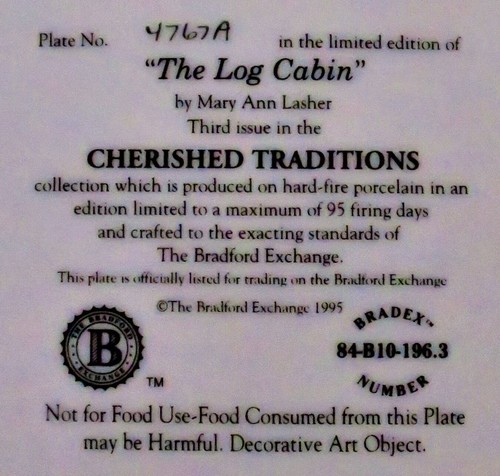 Plate No. 4767A in the limited edition of
"The Log Cabin"
by Mary Ann Lasher
Third issue in the
CHERISHED TRADITIONS
collection which is produced on hard-fire porcelain in an
edition limited to a maximum of 95 firing days
and crafted to the exacting standards of
The Bradford Exchange.
This plate is officially listed for trading on the Bradford Exchange
©The Bradford Exchange 1995
THE BRADFORD
B
EXCHANGE
TM
BRADEX™
84-B10-196.3
NUMBER
Not for Food Use-Food Consumed from this Plate
may be Harmful. Decorative Art Object.